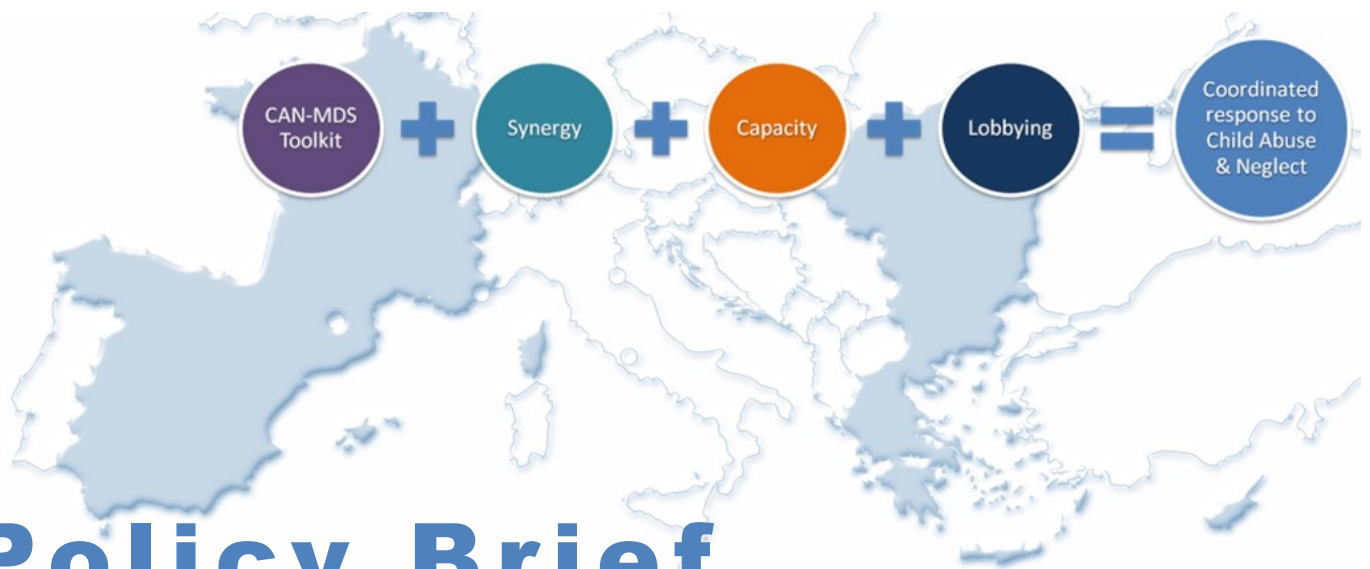 CAN-MDS
Toolkit
+
Synergy
+
Capacity
+
Lobbying
=
Coordinated
response to
Child Abuse
& Neglect
Policy Brief